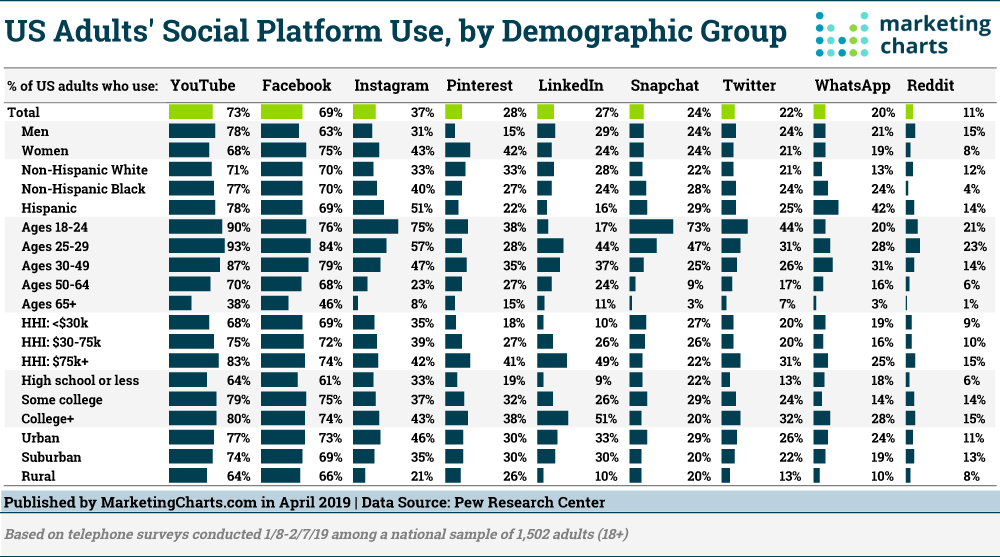 US Adults' Social Platform Use, by Demographic Group
marketing
charts
% of US adults who use: YouTube Facebook Instagram Pinterest LinkedIn Snapchat Twitter WhatsApp Reddit
Total 73% 69% 37% 28% 27% 24% 22% 20% 11%
Men 78% 63% 31% 15% 29% 24% 24% 21% 15%
Women 68% 75% 43% 42% 24% 24% 21% 19% 8%
Non-Hispanic White 71% 70% 33% 33% 28% 22% 21% 13% 12%
Non-Hispanic Black 77% 70% 40% 27% 24% 28% 24% 24% 4%
Hispanic 78% 69% 51% 22% 16% 29% 25% 42% 14%
Ages 18-24 90% 76% 75% 38% 17% 73% 44% 20% 21%
Ages 25-29 93% 84% 57% 28% 44% 47% 31% 28% 23%
Ages 30-49 87% 79% 47% 35% 37% 25% 26% 31% 14%
Ages 50-64 70% 68% 23% 27% 24% 9% 17% 16% 6%
Ages 65+ 38% 46% 8% 15% 11% 3% 7% 3% 1%
HHI: <$30k 68% 69% 35% 18% 10% 27% 20% 19% 9%
HHI: $30-75k 75% 72% 39% 27% 26% 26% 20% 16% 10%
HHI: $75k+ 83% 74% 42% 41% 49% 22% 31% 25% 15%
High school or less 64% 61% 33% 19% 9% 22% 13% 18% 6%
Some college 79% 75% 37% 32% 26% 29% 24% 14% 14%
College+ 80% 74% 43% 38% 51% 20% 32% 28% 15%
Urban 77% 73% 46% 30% 33% 29% 26% 24% 11%
Suburban 74% 69% 35% 30% 30% 20% 22% 19% 13%
Rural 64% 66% 21% 26% 10% 20% 13% 10% 8%
Published by MarketingCharts.com in April 2019 | Data Source: Pew Research Center
Based on telephone surveys conducted 1/8-2/7/19 among a national sample of 1,502 adults (18+)